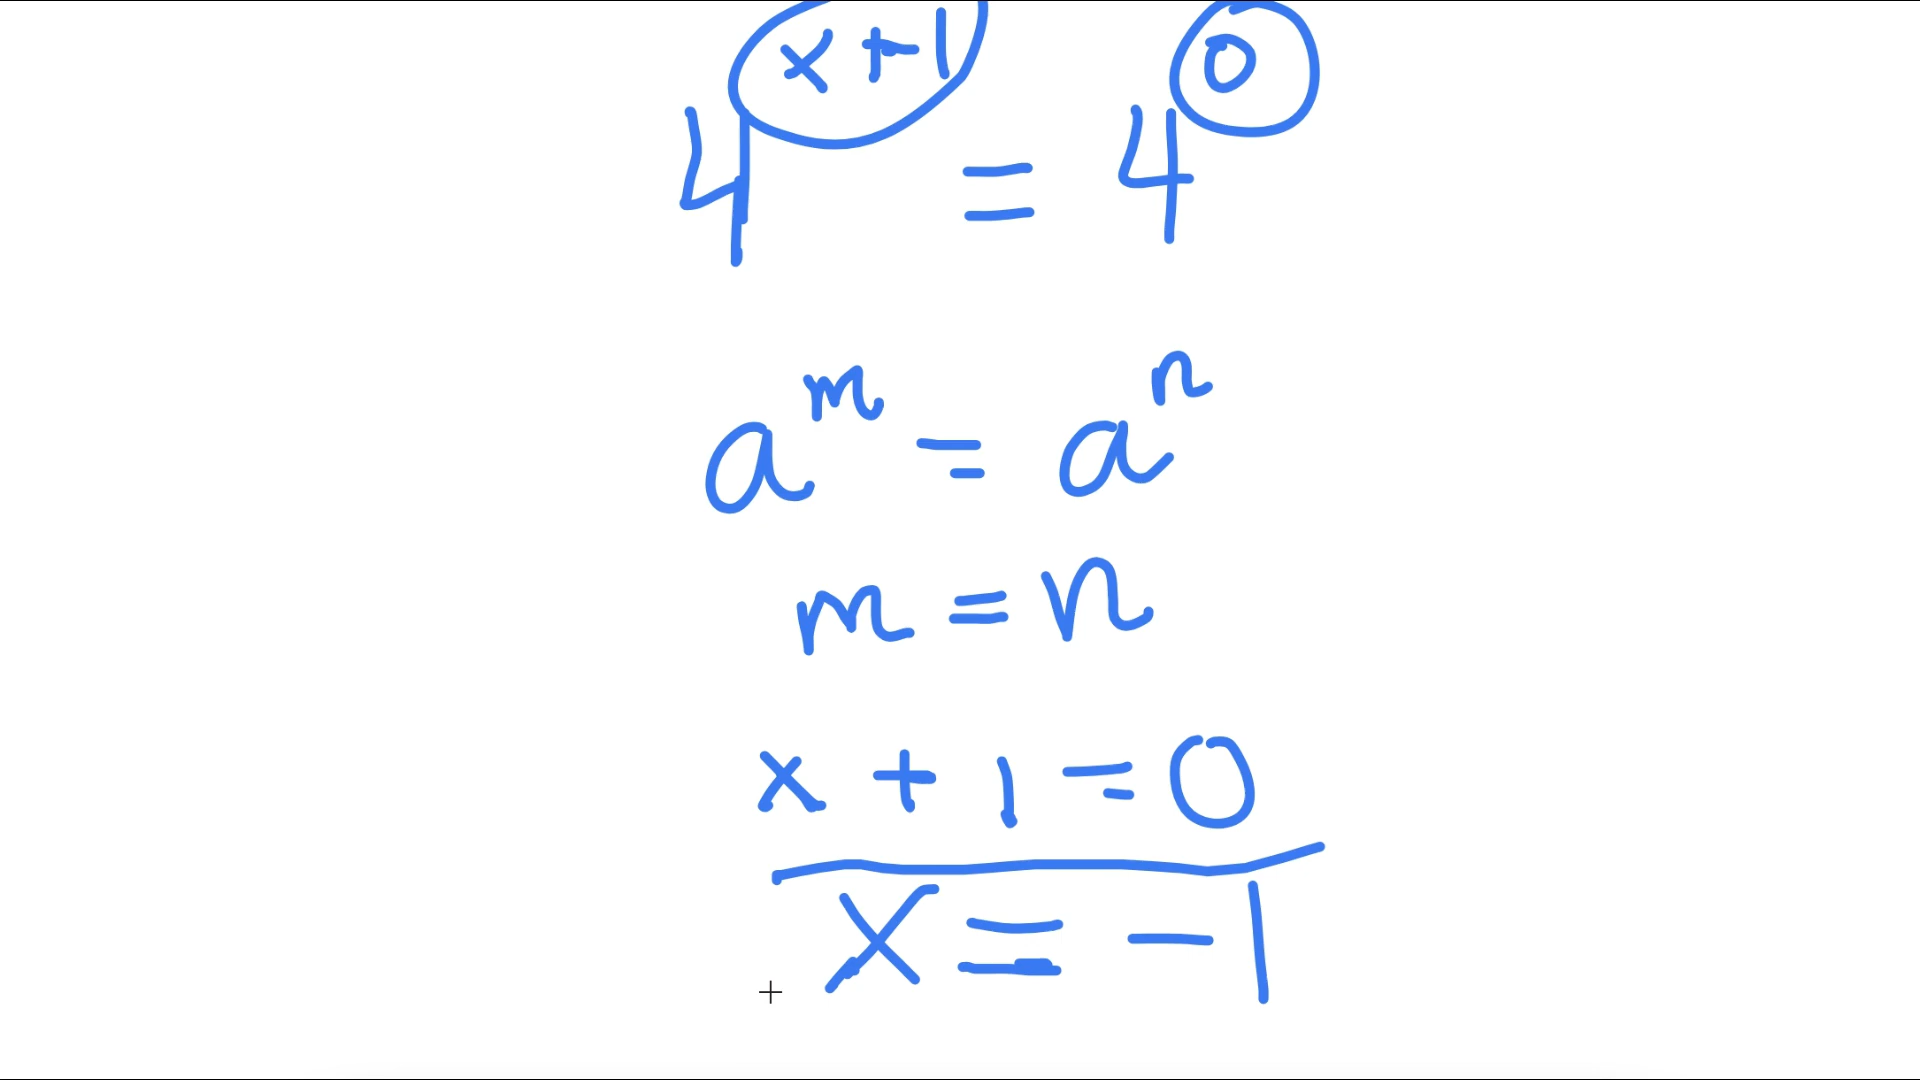 4^(x+1) = 4^0
a^m = a^n
m = n
x + 1 = 0
x = -1